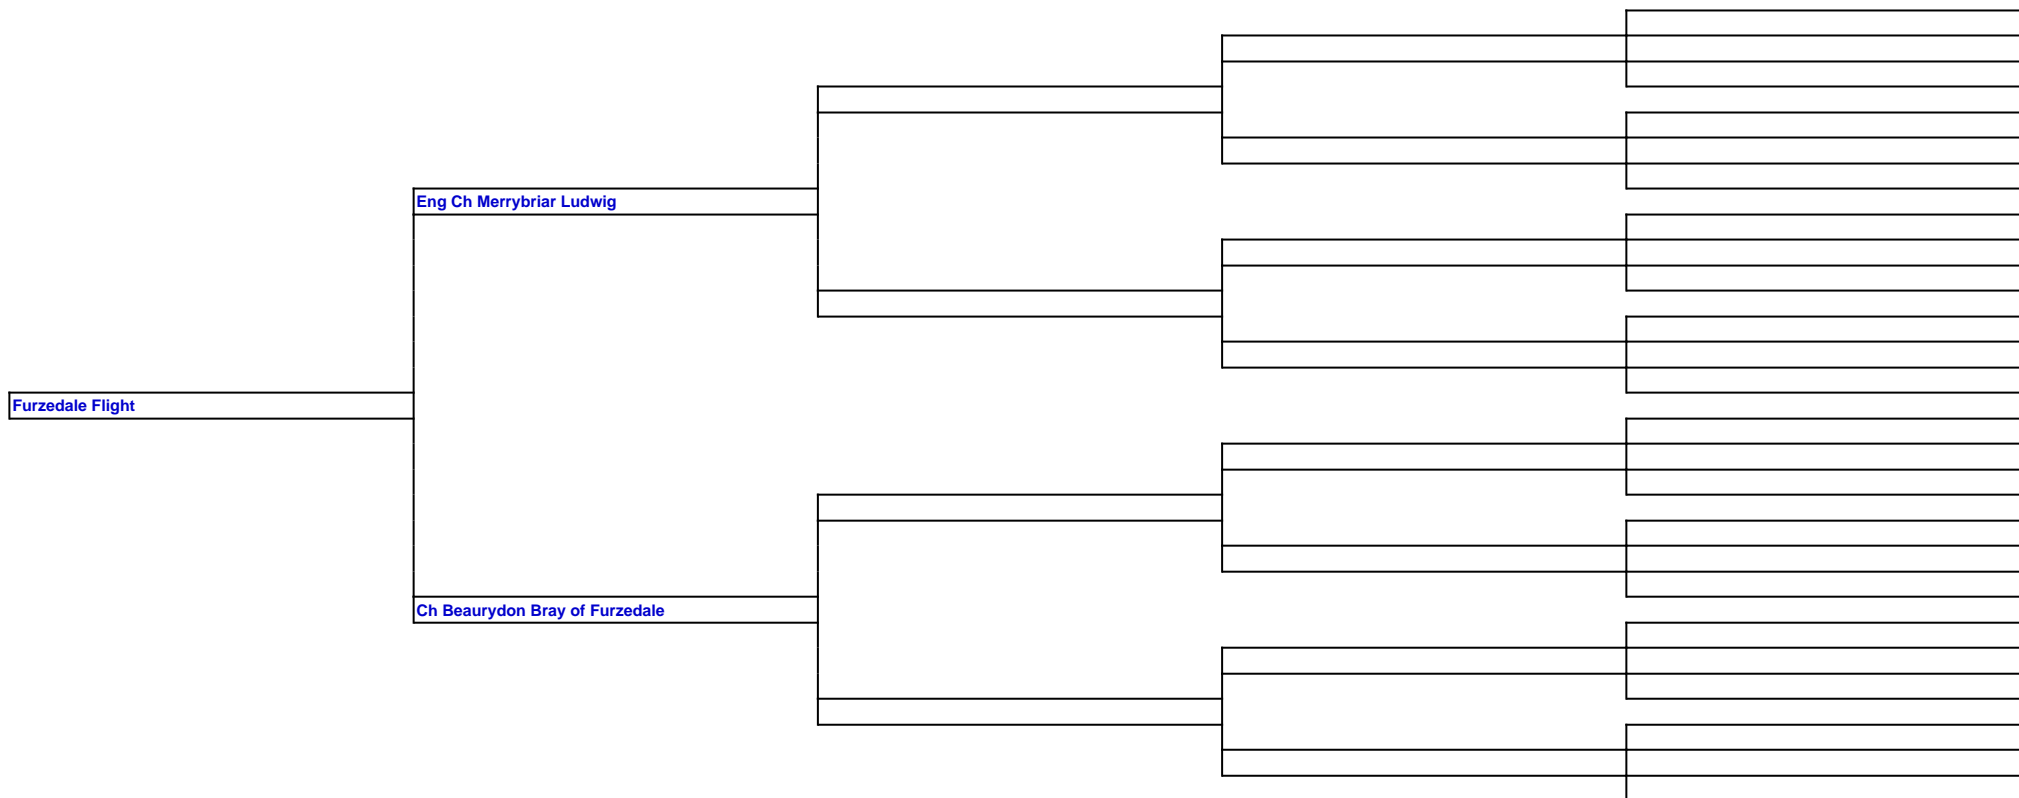 Eng Ch Merrybriar Ludwig
Furzedale Flight
Ch Beaurydon Bray of Furzedale